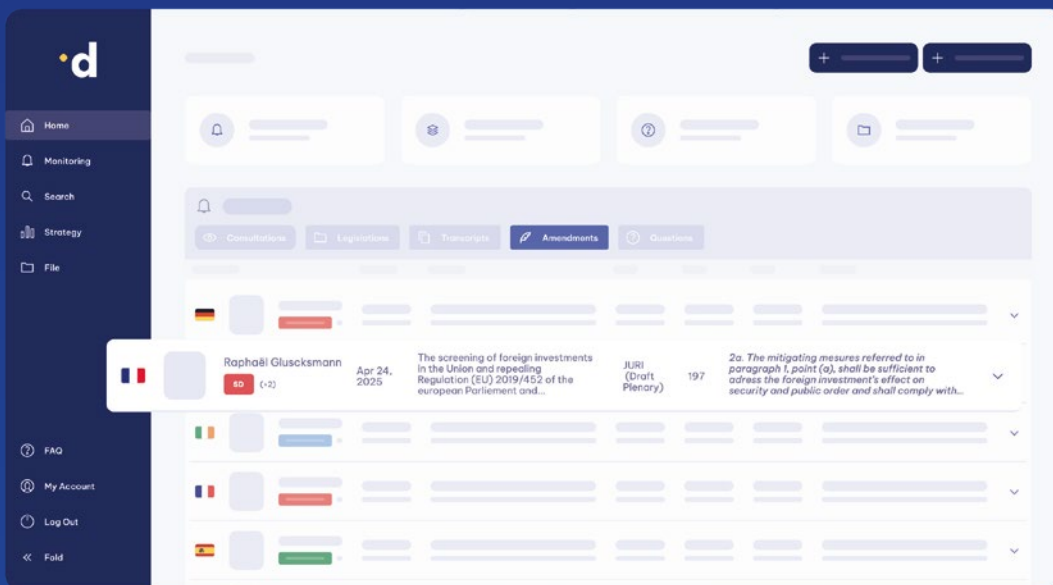 d
Home
Monitoring
Search
Strategy
File
FAQ
My Account
Log Out
Fold
Consultations
Legislations
Transcripts
Amendments
Questions
Raphaël Gluscksmann
SD (+2)
Apr 24,
2025
The screening of foreign investments
in the Union and repealing
Regulation (EU) 2019/452 of the
european Parliement and...
JURI
(Draft
Plenary)
197
2a. The mitigating mesures referred to in
paragraph 1, point (a), shall be sufficient to
adress the foreign investment's effect on
security and public order and shall comply with...